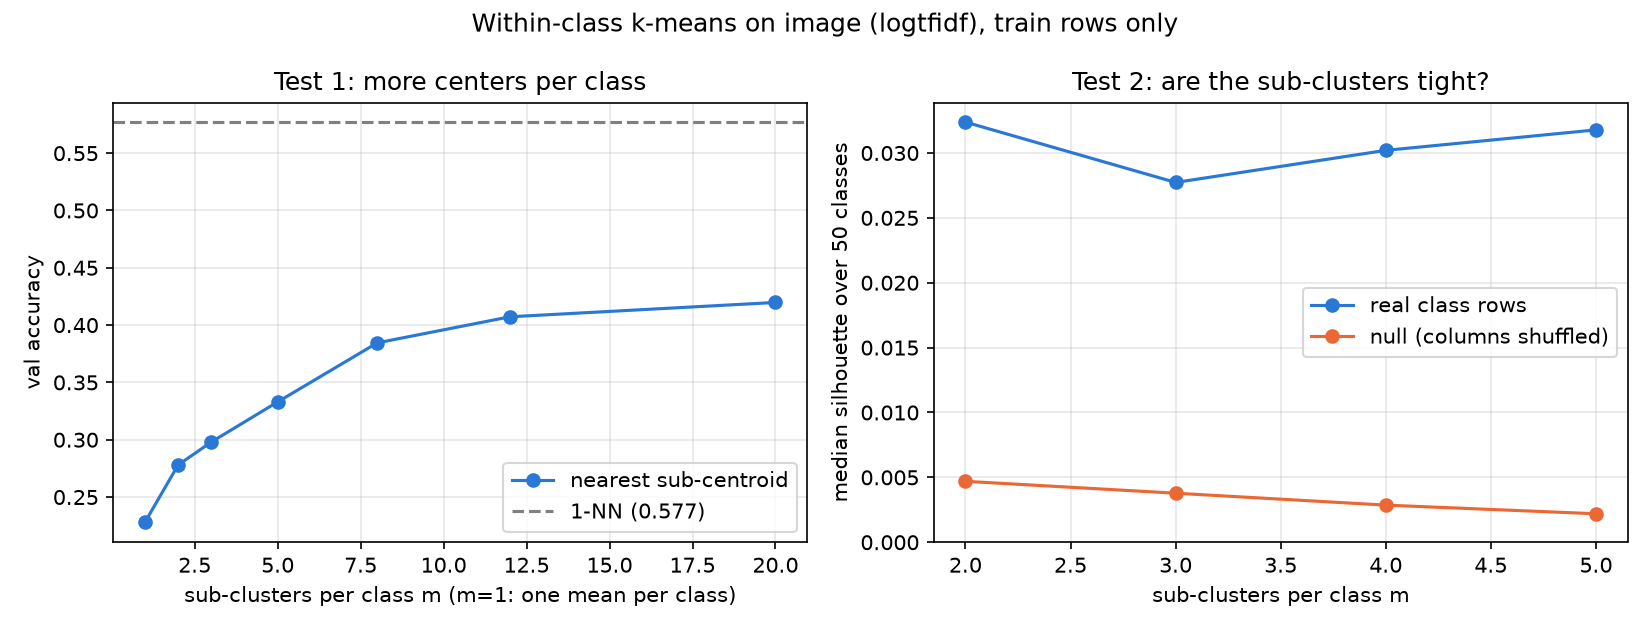 Within-class k-means on image (logtfidf), train rows only
Test 1: more centers per class
val accuracy
0.55
0.50
0.45
0.40
0.35
0.30
0.25
nearest sub-centroid
1-NN (0.577)
2.5 5.0 7.5 10.0 12.5 15.0 17.5 20.0
sub-clusters per class m (m=1: one mean per class)
Test 2: are the sub-clusters tight?
median silhouette over 50 classes
0.030
0.025
0.020
0.015
0.010
0.005
0.000
real class rows
null (columns shuffled)
2.0 2.5 3.0 3.5 4.0 4.5 5.0
sub-clusters per class m